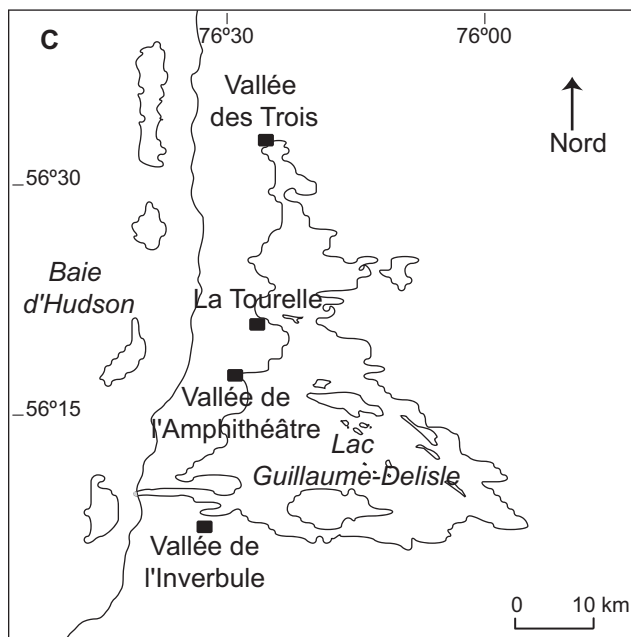 C
76º30
76º00
Vallée
des Trois
Nord
56º30
Baie
d'Hudson
La Tourelle
Vallée de
l'Amphithéâtre
56º15
Lac
Guillaume-Delisle
Vallée de
l'Inverbule
0 10 km